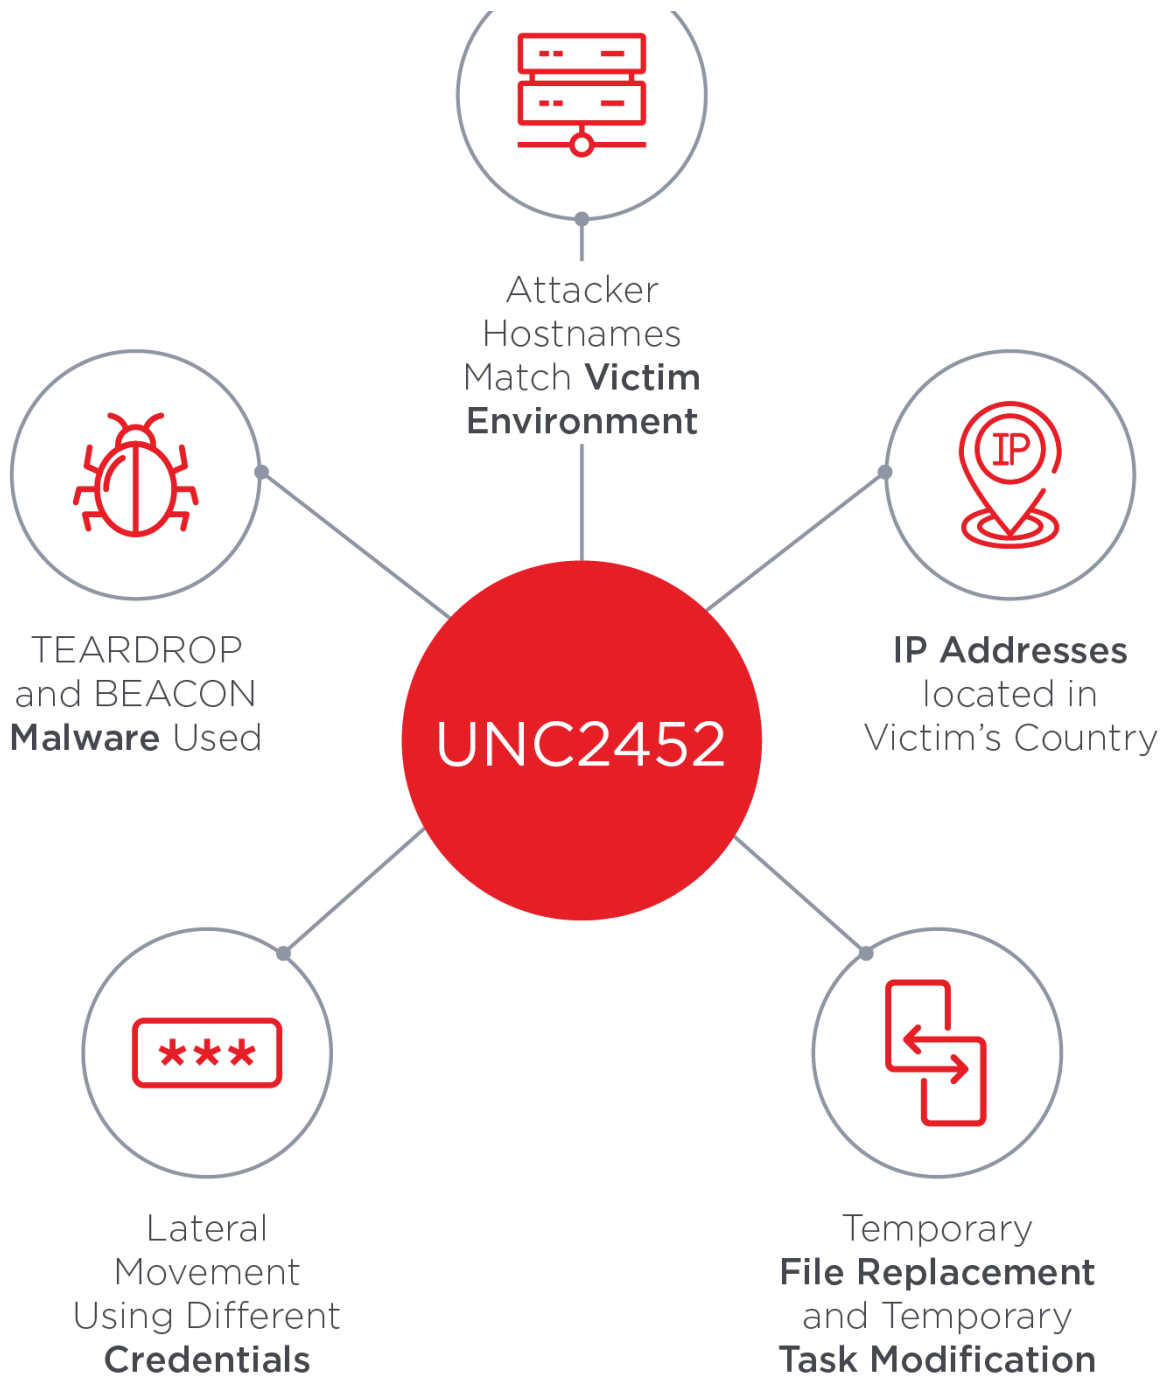 Attacker
Hostnames
Match Victim
Environment
IP
TEARDROP
and BEACON
Malware Used
IP Addresses
located in
Victim’s Country
UNC2452
***
Lateral
Movement
Using Different
Credentials
Temporary
File Replacement
and Temporary
Task Modification